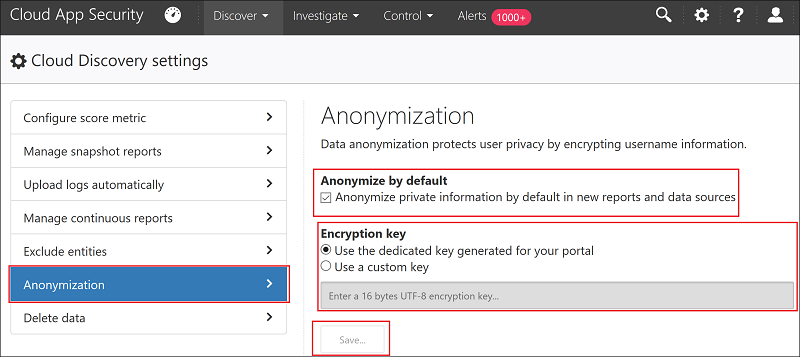 Cloud App Security
Discover
Investigate
Control
Alerts
1000+
Cloud Discovery settings
Configure score metric
Manage snapshot reports
Upload logs automatically
Manage continuous reports
Exclude entities
Anonymization
Delete data
Anonymization
Data anonymization protects user privacy by encrypting username information.
Anonymize by default
Anonymize private information by default in new reports and data sources
Encryption key
Use the dedicated key generated for your portal
Use a custom key
Enter a 16 bytes UTF-8 encryption key...
Save...